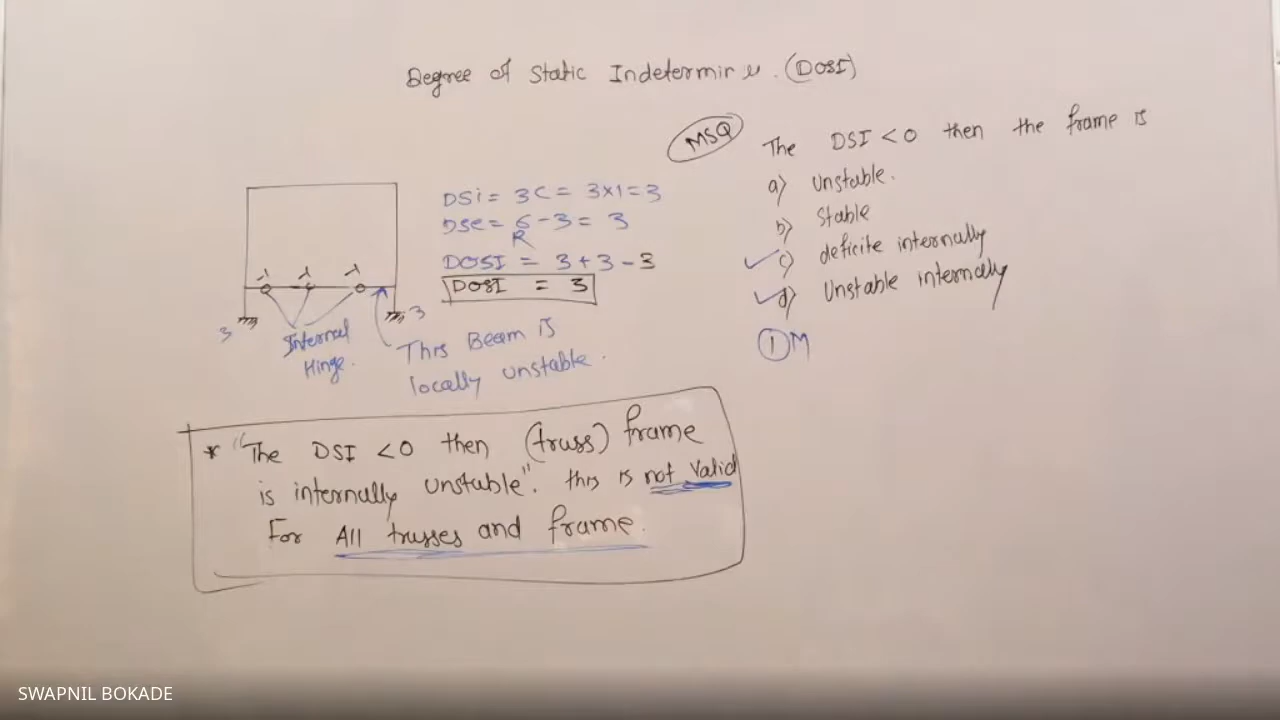 Degree of Static Indetermin . (DOSI)
MSQ
The DSI < 0 then the frame is
a) Unstable.
b) Stable
c) deficite internally
d) Unstable internally
① M
DSi = 3C = 3×1 = 3
DSe = 6 - 3 = 3
R
DOSI = 3 + 3 - 3
DOSI = 3
3
3
Internal
Hinge.
This Beam is
locally unstable.
* "The DSI < 0 then (truss) frame
is internally unstable". this is not valid
For All trusses and frame.
SWAPNIL BOKADE